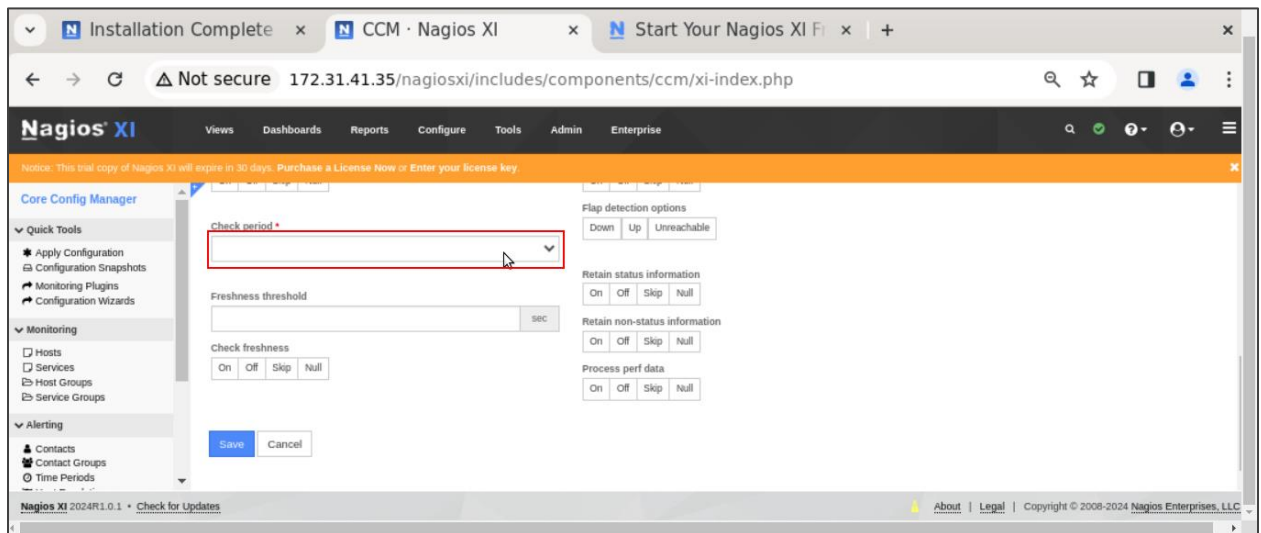 Installation Complete
CCM · Nagios XI
Start Your Nagios XI Fr
Not secure 172.31.41.35/nagiosxi/includes/components/ccm/xi-index.php
Nagios® XI Views Dashboards Reports Configure Tools Admin Enterprise
Notice: This trial copy of Nagios XI will expire in 30 days. Purchase a License Now or Enter your license key.
Core Config Manager
Quick Tools
Apply Configuration
Configuration Snapshots
Monitoring Plugins
Configuration Wizards
Monitoring
Hosts
Services
Host Groups
Service Groups
Alerting
Contacts
Contact Groups
Time Periods
Check period *
Freshness threshold
sec
Check freshness
On Off Skip Null
Save Cancel
Flap detection options
Down Up Unreachable
Retain status information
On Off Skip Null
Retain non-status information
On Off Skip Null
Process perf data
On Off Skip Null
Nagios XI 2024R1.0.1 • Check for Updates
About | Legal | Copyright © 2008-2024 Nagios Enterprises, LLC